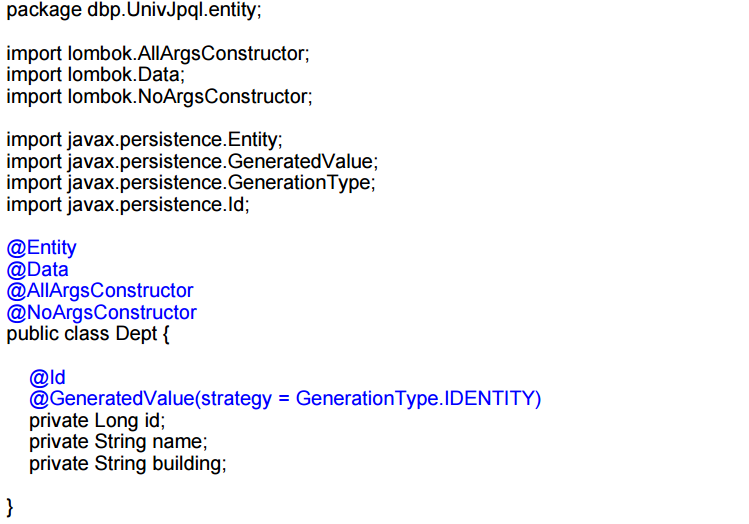 package dbp.UnivJpql.entity;
import lombok.AllArgsConstructor;
import lombok.Data;
import lombok.NoArgsConstructor;
import javax.persistence.Entity;
import javax.persistence.GeneratedValue;
import javax.persistence.GenerationType;
import javax.persistence.Id;
@Entity
@Data
@AllArgsConstructor
@NoArgsConstructor
public class Dept {
@Id
@GeneratedValue(strategy = GenerationType.IDENTITY)
private Long id;
private String name;
private String building;
}